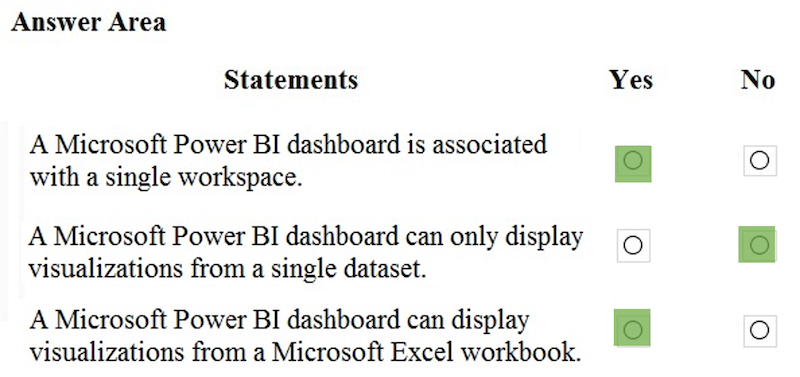 Answer Area
Statements Yes No
A Microsoft Power BI dashboard is associated
with a single workspace.
A Microsoft Power BI dashboard can only display
visualizations from a single dataset.
A Microsoft Power BI dashboard can display
visualizations from a Microsoft Excel workbook.